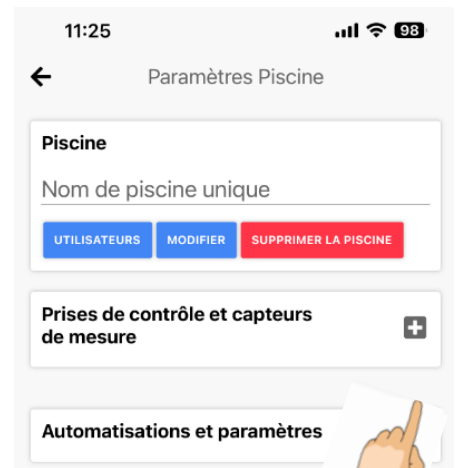 11:25 98
Paramètres Piscine
Piscine
Nom de piscine unique
UTILISATEURS MODIFIER SUPPRIMER LA PISCINE
Prises de contrôle et capteurs
de mesure
Automatisations et paramètres